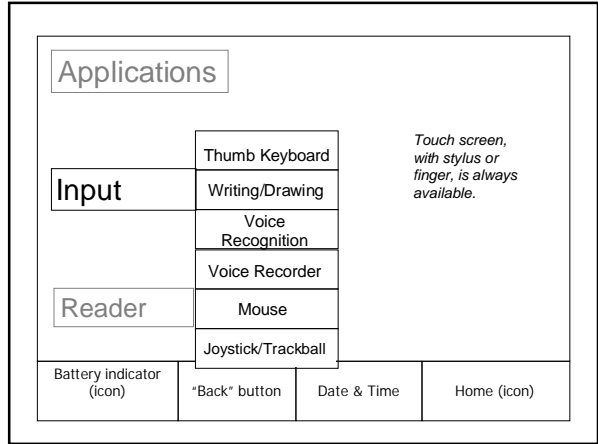 Applications
Thumb Keyboard
Touch screen,
with stylus or
finger, is always
available.
Input
Writing/Drawing
Voice
Recognition
Voice Recorder
Reader
Mouse
Joystick/Trackball
Battery indicator
(icon)
“Back” button
Date & Time
Home (icon)